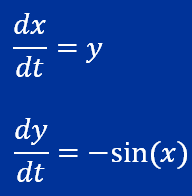 dx/dt = y
dy/dt = −sin(x)